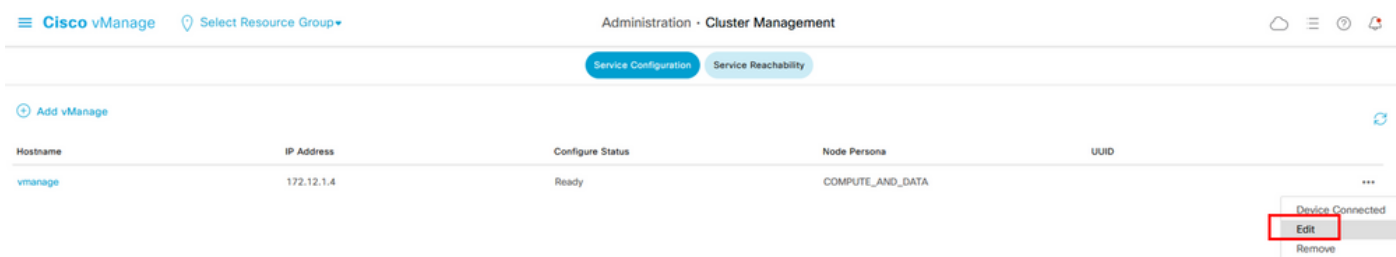 Cisco vManage Select Resource Group▾ Administration · Cluster Management
Service Configuration Service Reachability
Add vManage
Hostname IP Address Configure Status Node Persona UUID
vmanage 172.12.1.4 Ready COMPUTE_AND_DATA ...
Device Connected
Edit
Remove